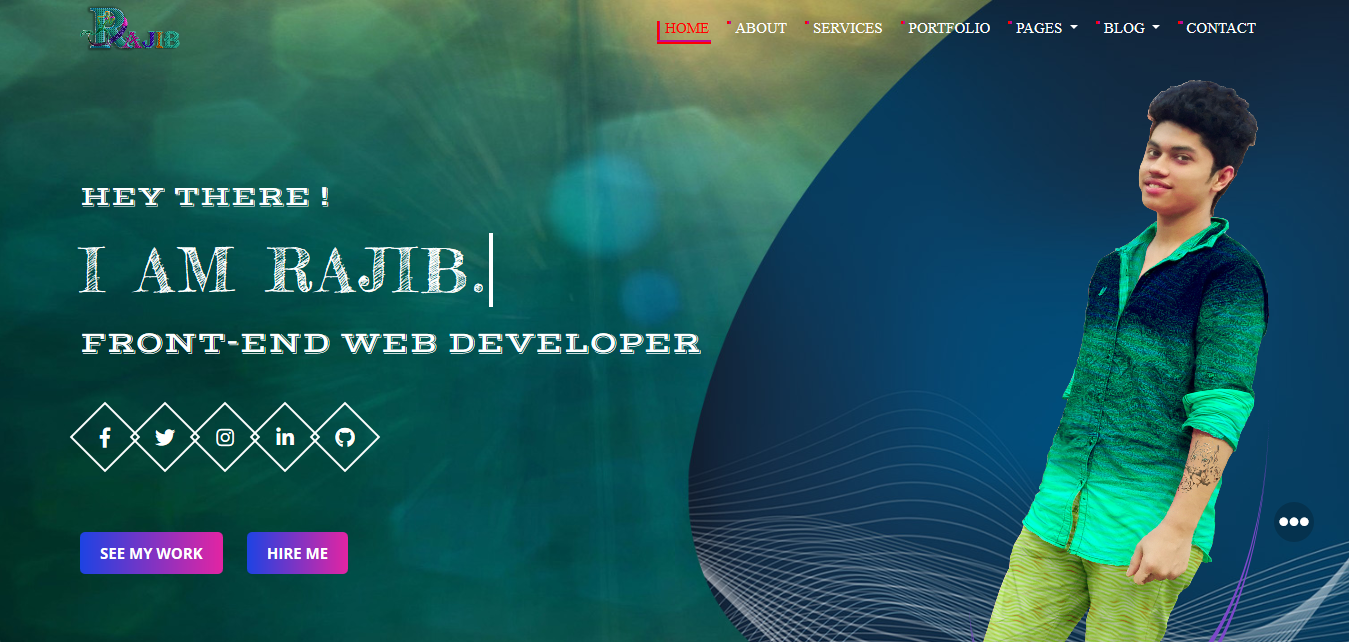 RAJIB
HOME ABOUT SERVICES PORTFOLIO PAGES BLOG CONTACT
HEY THERE !
I AM RAJIB.
FRONT-END WEB DEVELOPER
SEE MY WORK HIRE ME